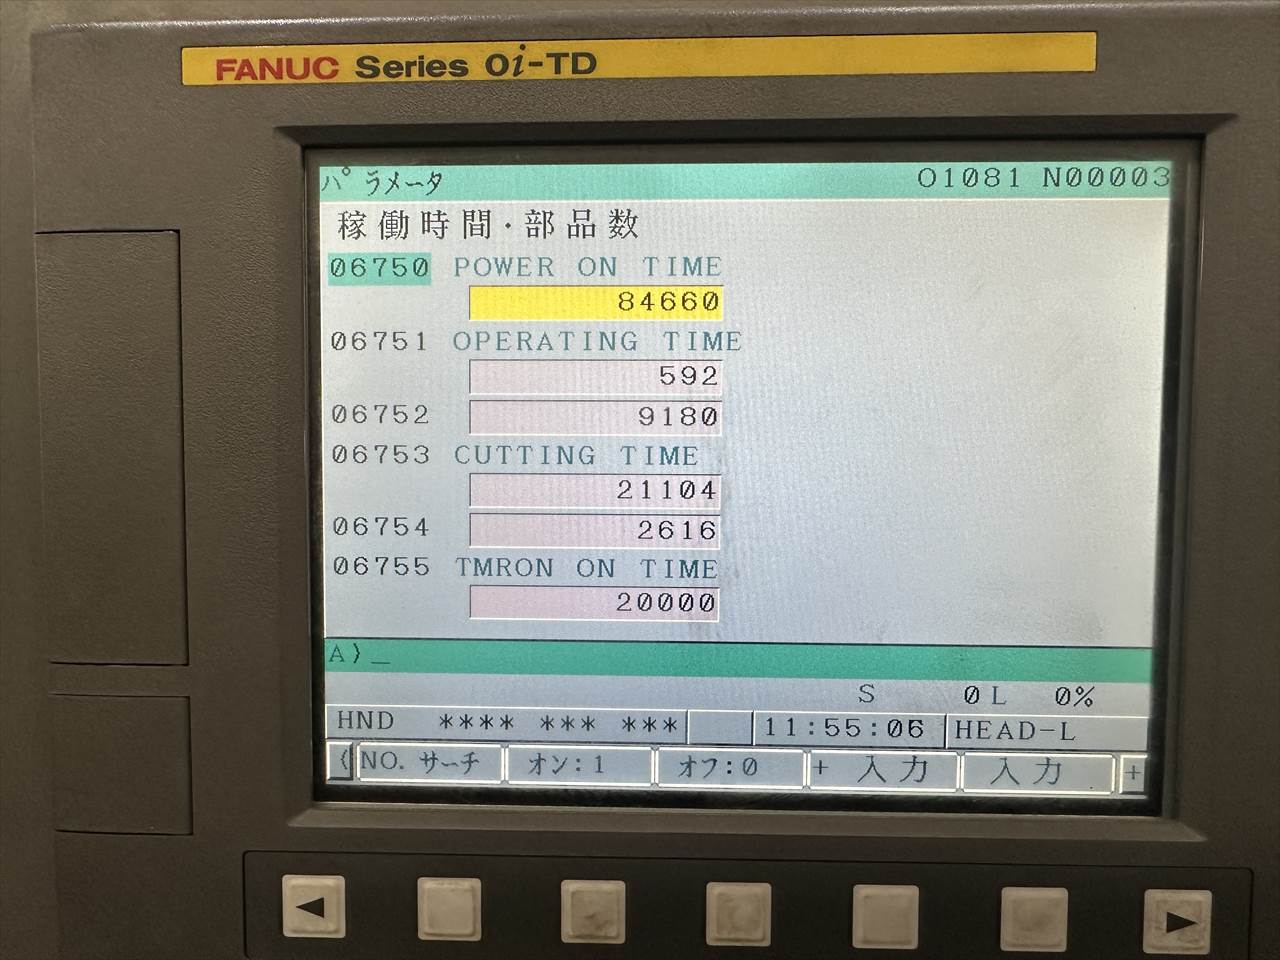 FANUC Series 0i-TD
パラメータ O1081 N00003
稼働時間・部品数
06750 POWER ON TIME
84660
06751 OPERATING TIME
592
06752 9180
06753 CUTTING TIME
21104
06754 2616
06755 TMRON ON TIME
20000
A)_
S 0 L 0%
HND **** *** *** 11:55:06 HEAD-L
( NO. サーチ オン:1 オフ:0 + 入力 入力 +